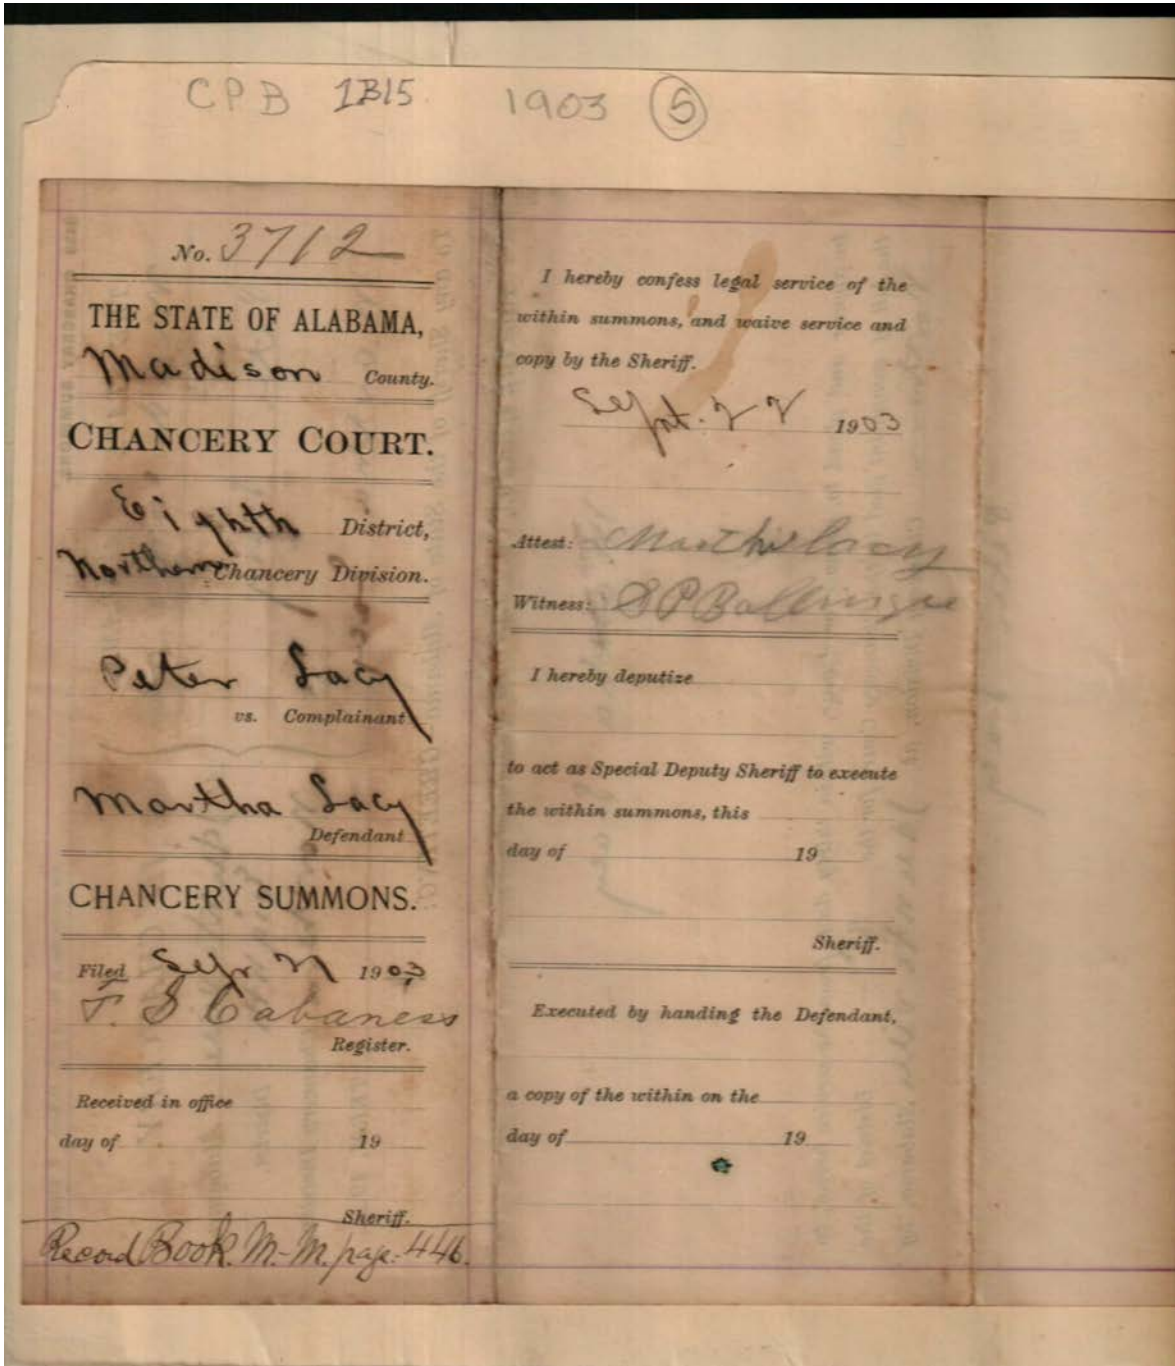 CPB 1B15 1903 5
No. 3712
THE STATE OF ALABAMA,
Madison County.
CHANCERY COURT.
Eighth District,
Northern Chancery Division.
Peter Lacy
vs. Complainant
Martha Lacy
Defendant
CHANCERY SUMMONS.
Filed 1903
Cabaness
Register.
Received in office
day of 19
Sheriff.
Record Book. M-M. page-446.
I hereby confess legal service of the
within summons, and waive service and
copy by the Sheriff.
Sept. 22 1903
Attest: Martha Lacy
Witness:
I hereby deputize
to act as Special Deputy Sheriff to execute
the within summons, this
day of 19
Sheriff.
Executed by handing the Defendant,
a copy of the within on the
day of 19